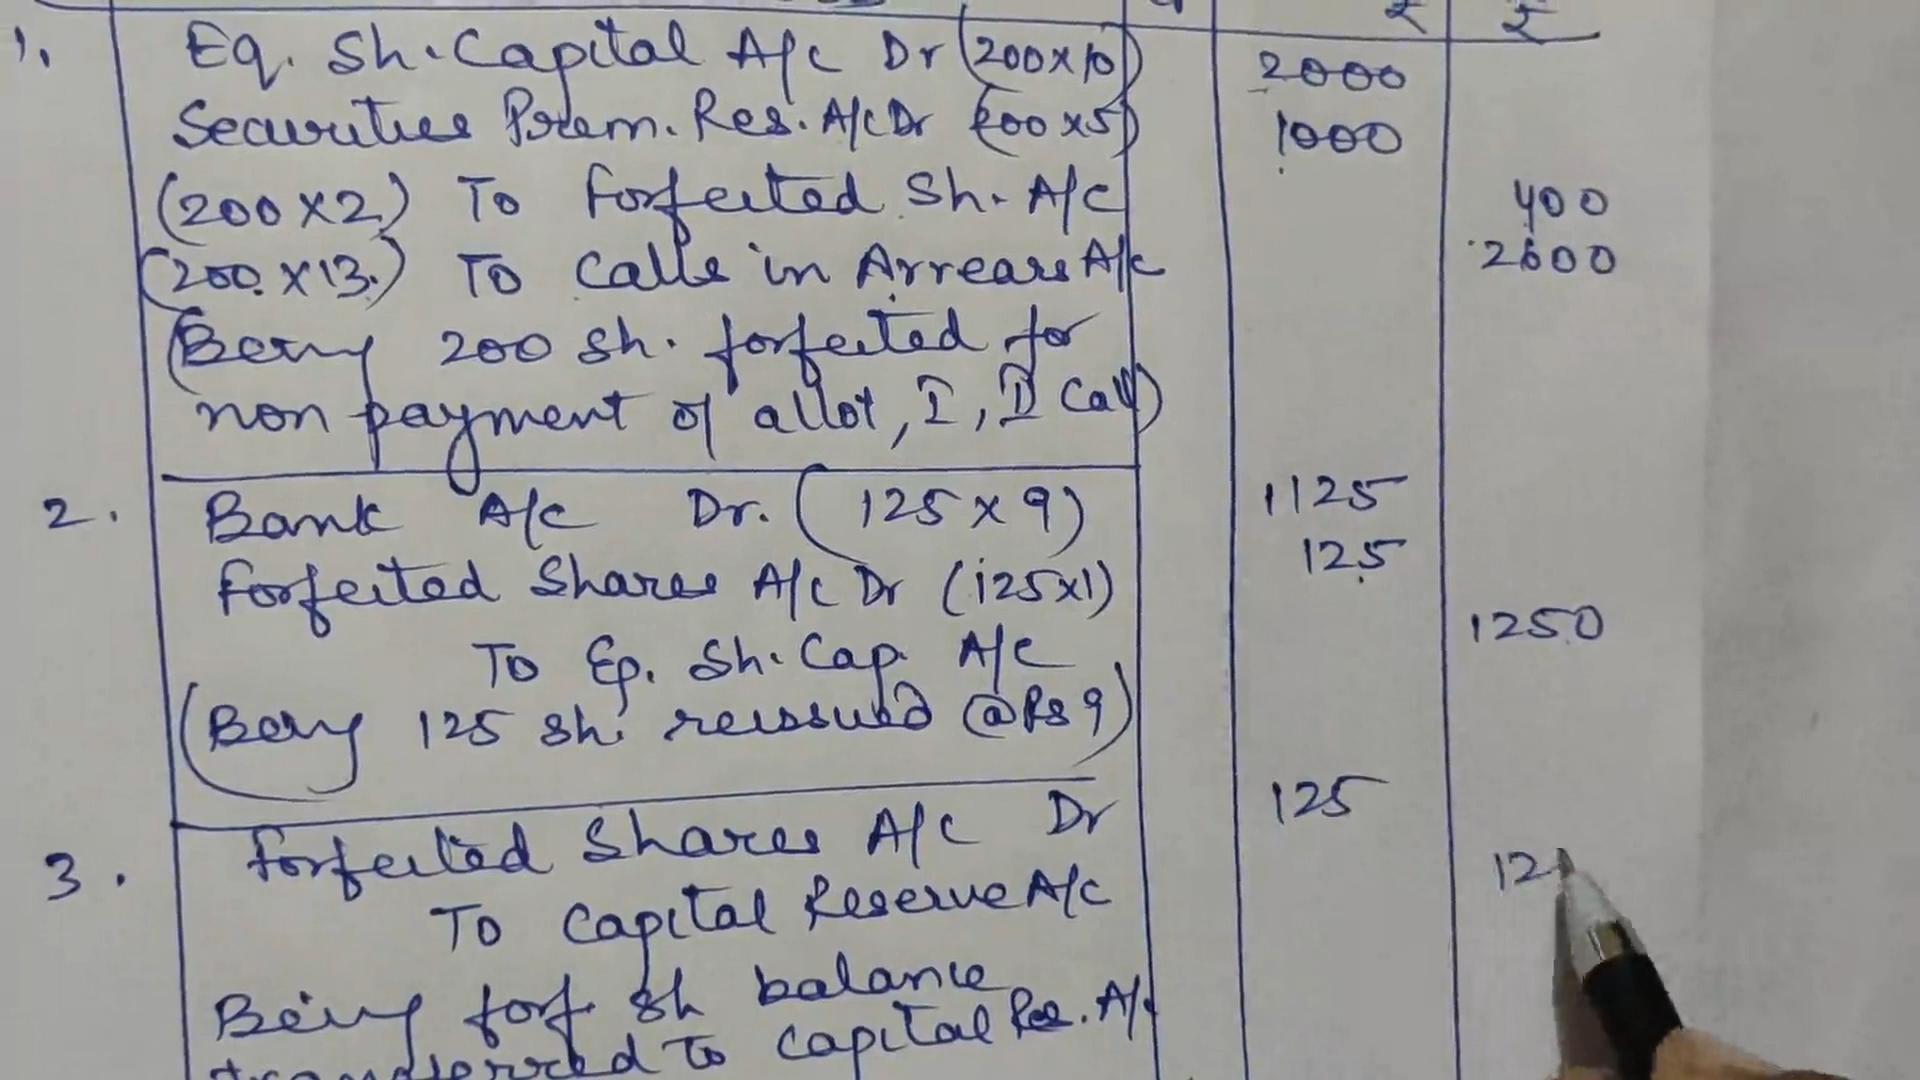 ₹ ₹
1. Eq. Sh. Capital A/c Dr (200x10) 2000
Securities Prem. Res. A/c Dr (200x5) 1000
(200x2) To Forfeited Sh. A/c 400
(200x13) To Calls in Arrears A/c 2600
(Being 200 sh. forfeited for
non payment of allot, I, II Call)
2. Bank A/c Dr. (125x9) 1125
Forfeited Shares A/c Dr (125x1) 125
To Eq. Sh. Cap. A/c 1250
(Being 125 sh. reissued @Rs 9)
3. Forfeited Shares A/c Dr 125
To Capital Reserve A/c 12
Being forf. sh balance
transferred to Capital Res. A/c